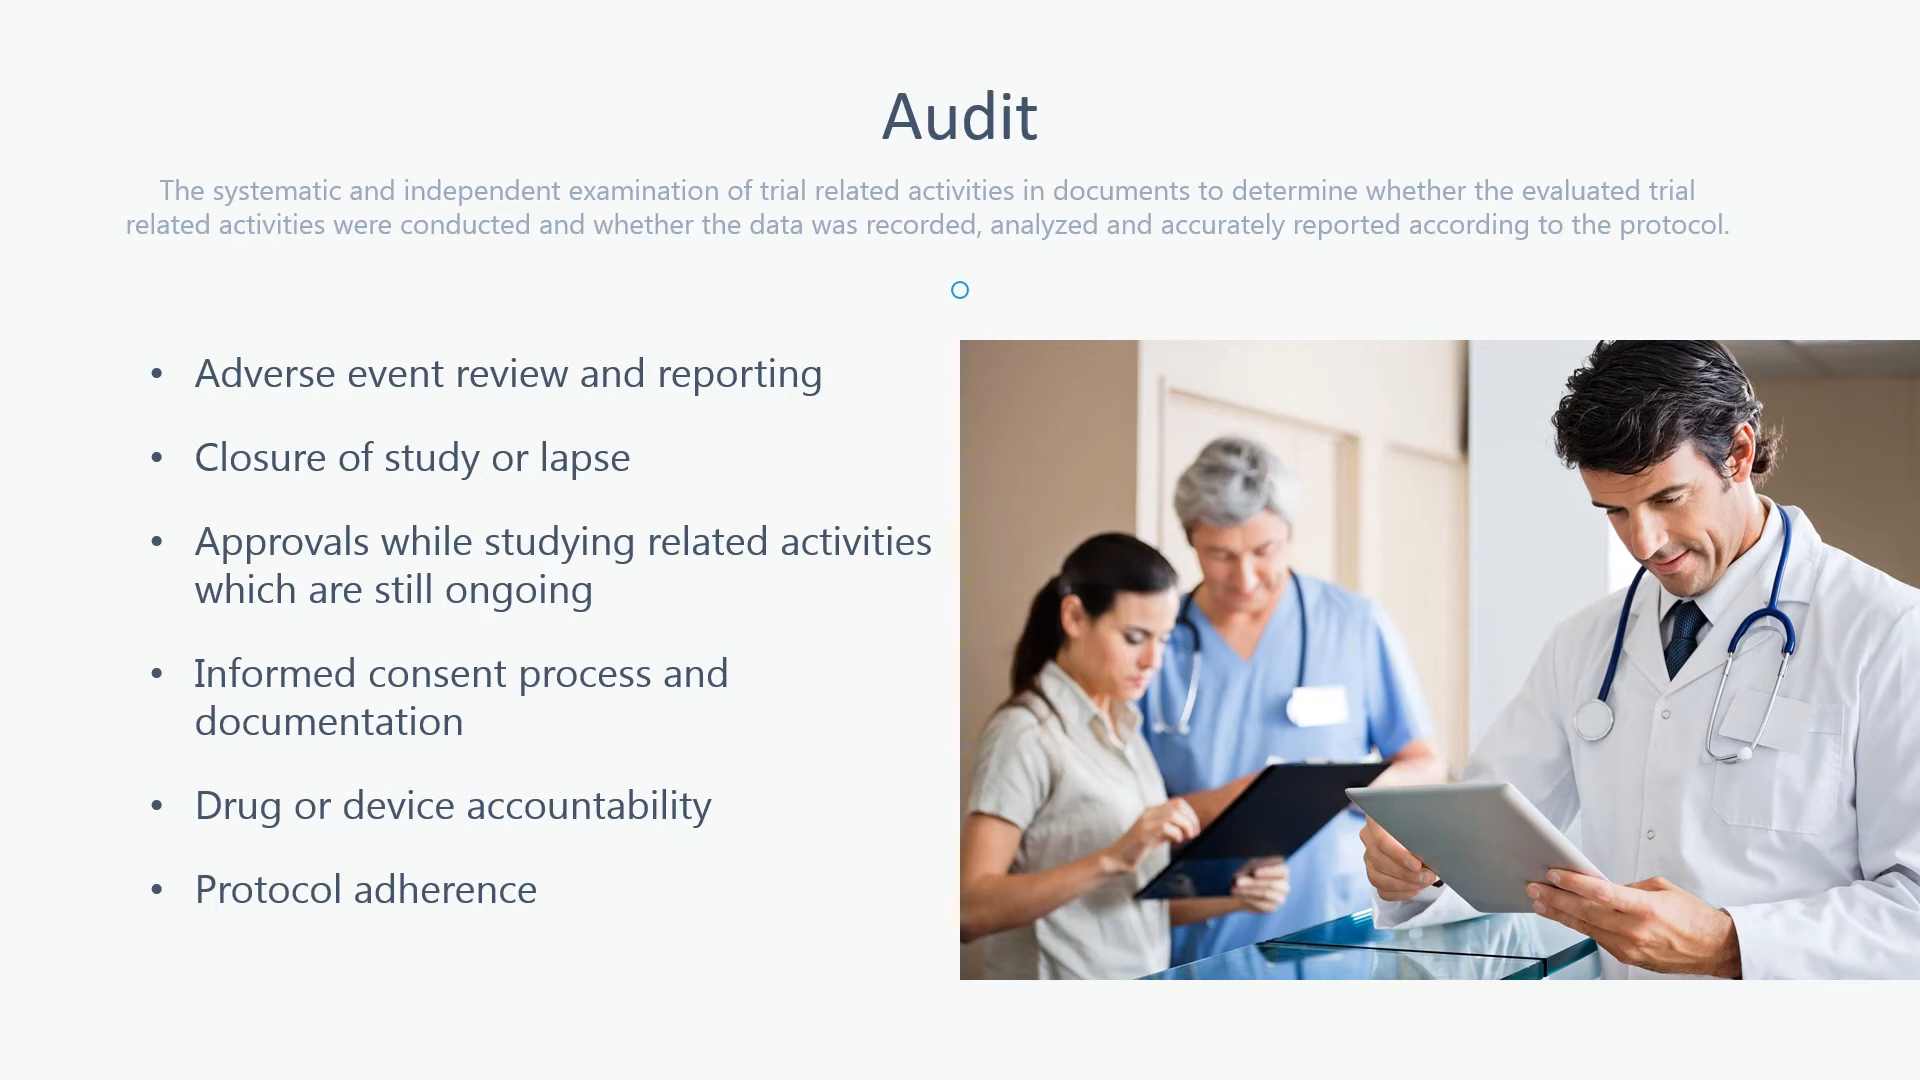 Audit
The systematic and independent examination of trial related activities in documents to determine whether the evaluated trial
related activities were conducted and whether the data was recorded, analyzed and accurately reported according to the protocol.
• Adverse event review and reporting
• Closure of study or lapse
• Approvals while studying related activities
which are still ongoing
• Informed consent process and
documentation
• Drug or device accountability
• Protocol adherence